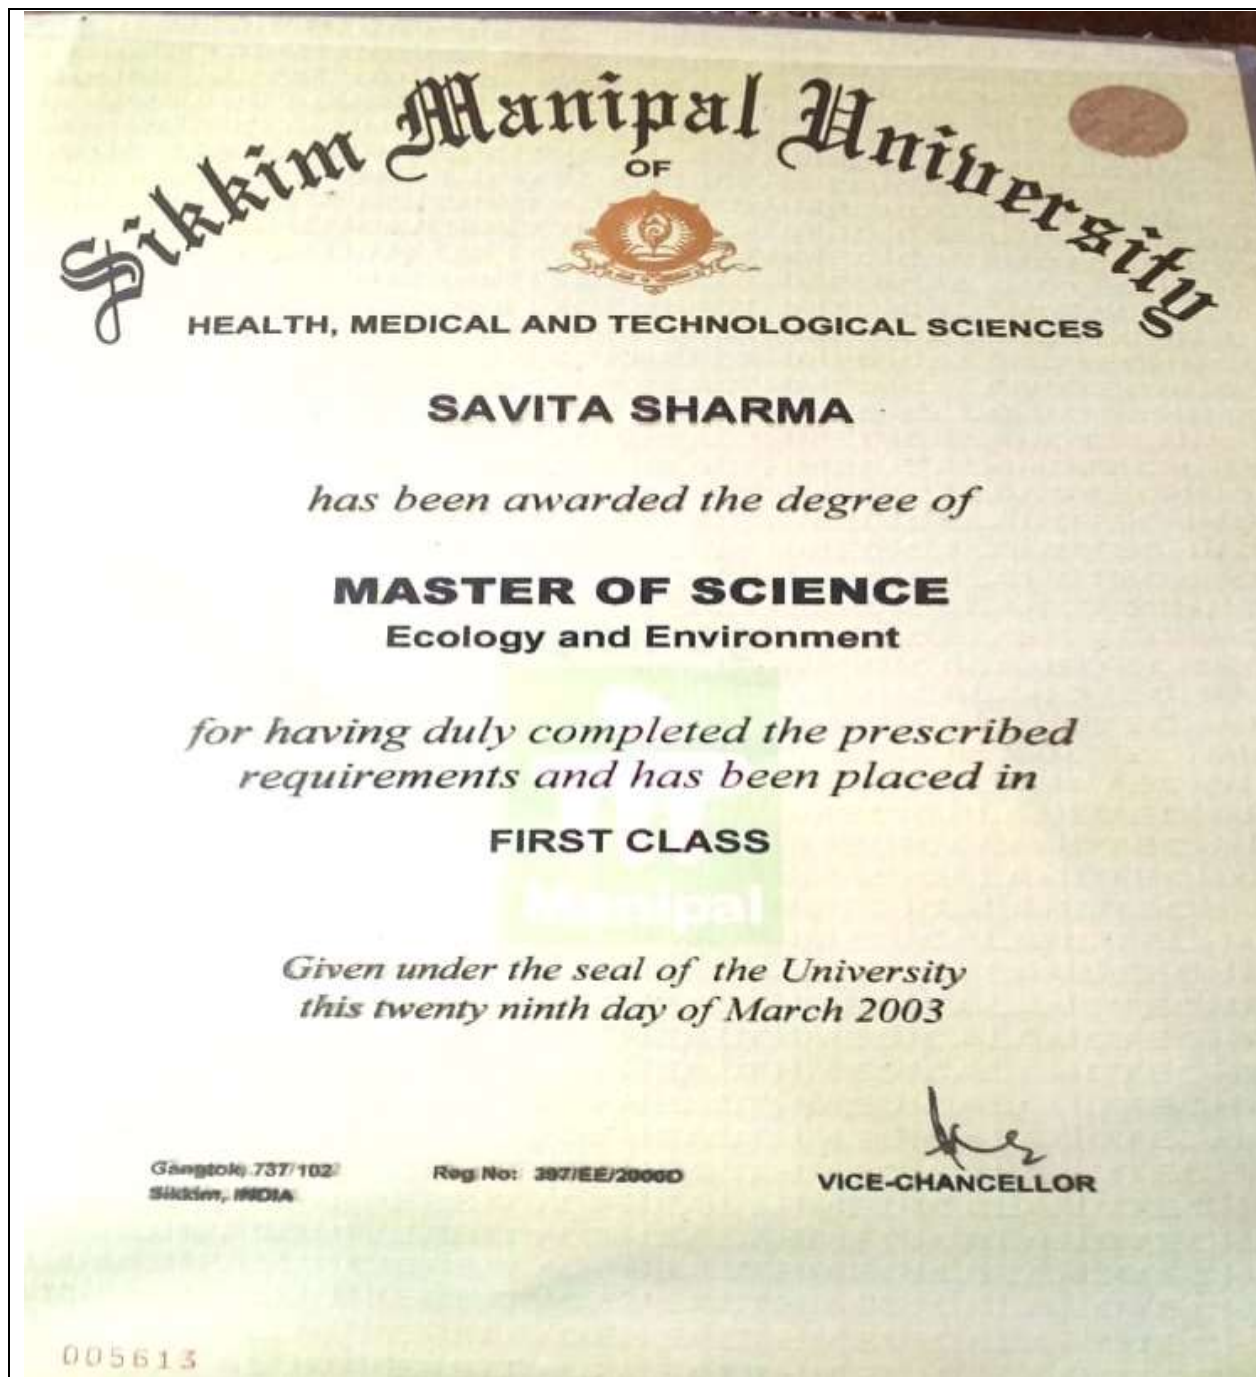 Sikkim Manipal University
OF
HEALTH, MEDICAL AND TECHNOLOGICAL SCIENCES
SAVITA SHARMA
has been awarded the degree of
MASTER OF SCIENCE
Ecology and Environment
for having duly completed the prescribed
requirements and has been placed in
FIRST CLASS
Manipal
Given under the seal of the University
this twenty ninth day of March 2003
Gangtok 737 102
Sikkim, INDIA
Reg No: 397/EE/2000D
VICE-CHANCELLOR
005613